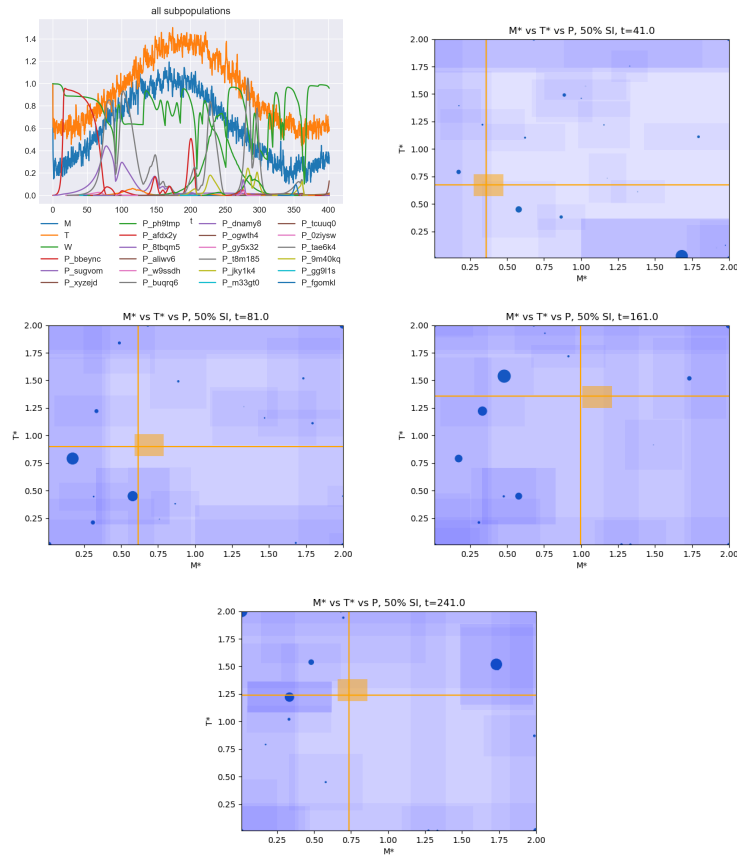 all subpopulations
1.4
1.2
1.0
0.8
0.6
0.4
0.2
0.0
0 50 100 150 200 250 300 350 400
t
M P_ph9tmp P_dnamy8 P_tcuuq0
T P_afdx2y P_ogwth4 P_0ziysw
W P_8tbqm5 P_gy5x32 P_tae6k4
P_bbeync P_aliwv6 P_t8m185 P_9m40kq
P_sugvom P_w9ssdh P_jky1k4 P_gg9i1s
P_xyzejd P_buqrq6 P_m33gt0 P_fgomkl
M* vs T* vs P, 50% SI, t=41.0
2.00
1.75
1.50
1.25
1.00
0.75
0.50
0.25
T*
0.25 0.50 0.75 1.00 1.25 1.50 1.75 2.00
M*
M* vs T* vs P, 50% SI, t=81.0
2.00
1.75
1.50
1.25
1.00
0.75
0.50
0.25
T*
0.25 0.50 0.75 1.00 1.25 1.50 1.75 2.00
M*
M* vs T* vs P, 50% SI, t=161.0
2.00
1.75
1.50
1.25
1.00
0.75
0.50
0.25
T*
0.25 0.50 0.75 1.00 1.25 1.50 1.75 2.00
M*
M* vs T* vs P, 50% SI, t=241.0
2.00
1.75
1.50
1.25
1.00
0.75
0.50
0.25
T*
0.25 0.50 0.75 1.00 1.25 1.50 1.75 2.00
M*